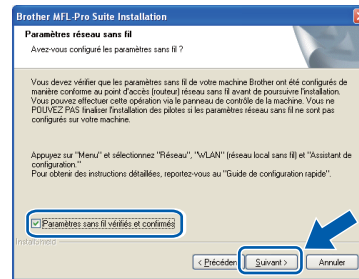 Brother MFL-Pro Suite Installation
Paramètres réseau sans fil
Avez-vous configuré les paramètres sans fil ?
Vous devez vérifier que les paramètres sans fil de votre machine Brother ont été configurés de
manière conforme au point d'accès (routeur) réseau sans fil avant de poursuivre l'installation.
Vous pouvez effectuer cette opération via le panneau de contrôle de la machine. Vous ne
POUVEZ PAS finaliser l'installation des pilotes si les paramètres réseau sans fil ne sont pas
configurés sur votre machine.
Appuyez sur "Menu" et sélectionnez "Réseau", "WLAN" (réseau local sans fil) et "Assistant de
configuration."
Pour obtenir des instructions détaillées, reportez-vous au "Guide de configuration rapide".
Paramètres sans fil vérifiés et confirmés
InstallShield
< Précéden
Suivant >
Annuler